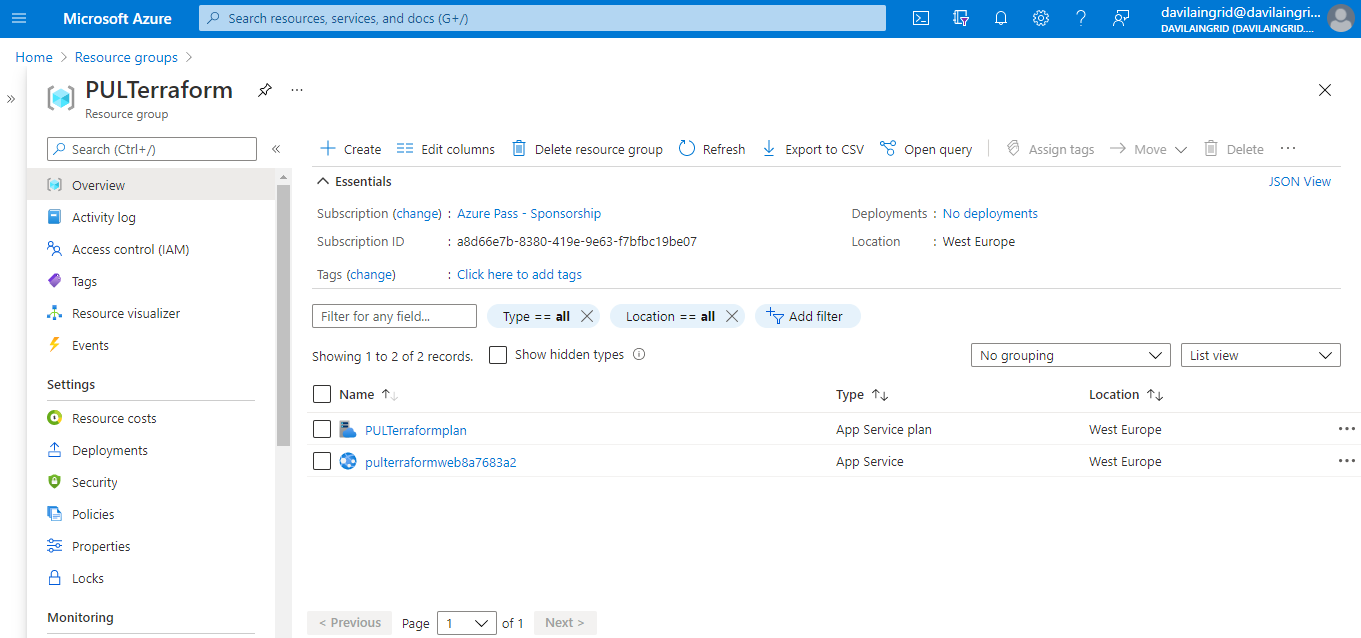 Microsoft Azure
Search resources, services, and docs (G+/)
davilaingrid@davilaingri...
DAVILAINGRID (DAVILAINGRID....
Home > Resource groups >
PULTerraform
Resource group
Search (Ctrl+/)
Overview
Activity log
Access control (IAM)
Tags
Resource visualizer
Events
Settings
Resource costs
Deployments
Security
Policies
Properties
Locks
Monitoring
Create Edit columns Delete resource group Refresh Export to CSV Open query Assign tags Move Delete
Essentials JSON View
Subscription (change) : Azure Pass - Sponsorship
Subscription ID : a8d66e7b-8380-419e-9e63-f7bfbc19be07
Tags (change) : Click here to add tags
Deployments : No deployments
Location : West Europe
Filter for any field... Type == all Location == all Add filter
Showing 1 to 2 of 2 records. Show hidden types
No grouping List view
Name Type Location
PULTerraformplan App Service plan West Europe
pulterraformweb8a7683a2 App Service West Europe
< Previous Page 1 of 1 Next >